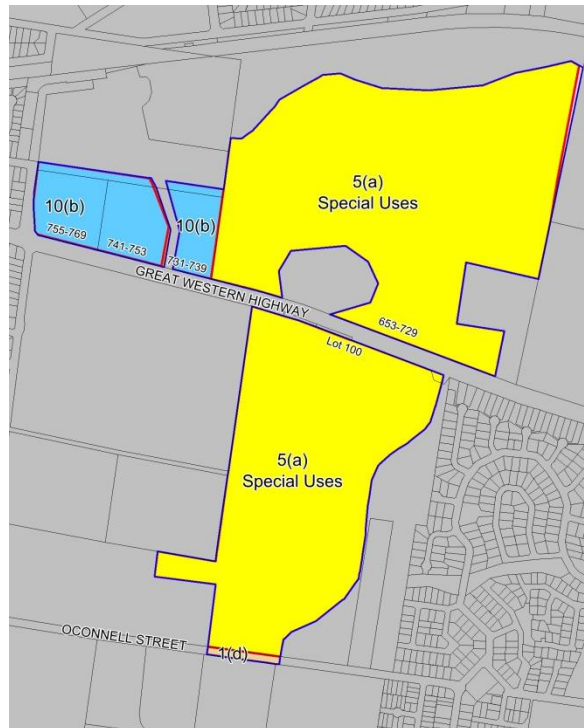 5(a)
Special Uses
10(b)
10(b)
755-769
741-753
731-739
GREAT WESTERN HIGHWAY
653-729
Lot 100
5(a)
Special Uses
OCONNELL STREET
1(d)